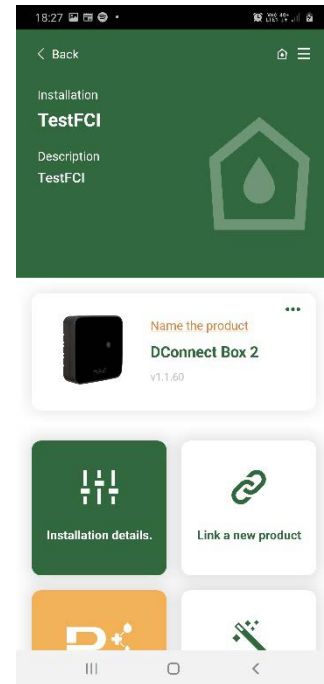 18:27
Back
Installation
TestFCI
Description
TestFCI
Name the product
DConnect Box 2
v1.1.60
Installation details.
Link a new product